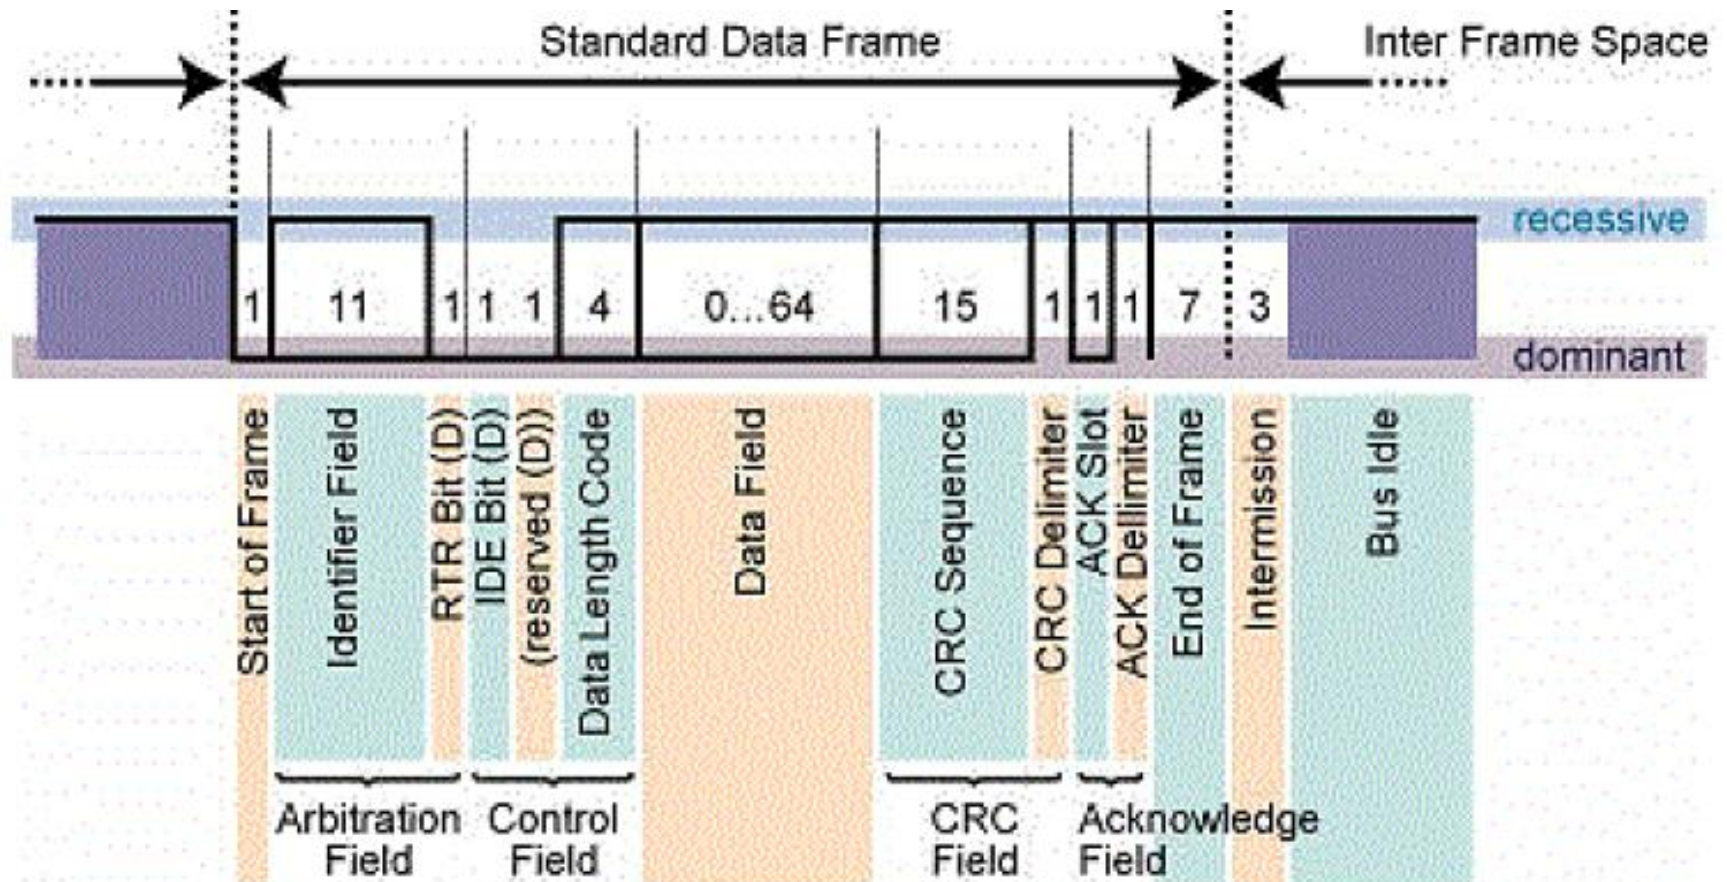 Standard Data Frame
Inter Frame Space
recessive
1
11
1
1
1
4
0...64
15
1
1
1
7
3
dominant
Start of Frame
Identifier Field
RTR Bit (D)
IDE Bit (D)
(reserved (D))
Data Length Code
Data Field
CRC Sequence
CRC Delimiter
ACK Slot
ACK Dellimiter
End of Frame
Intermission
Bus Idle
Arbitration
Field
Control
Field
CRC
Field
Acknowledge
Field